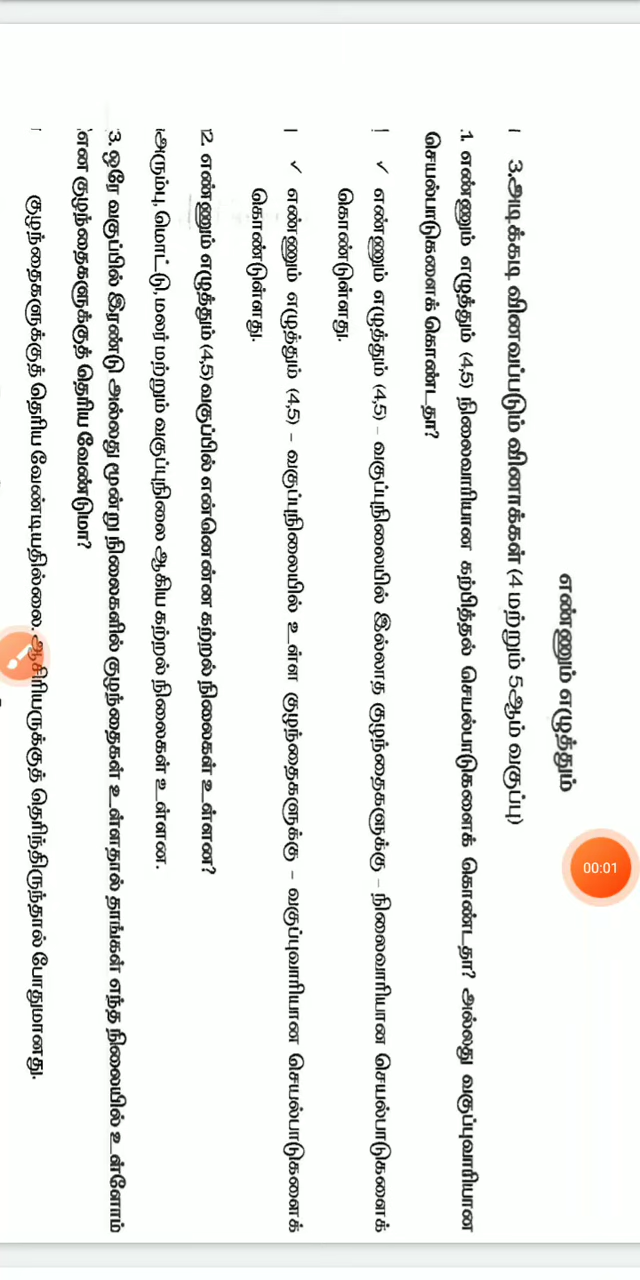 எண்ணும் எழுத்தும்
3.அடிக்கடி வினவப்படும் வினாக்கள் (4 மற்றும் 5ஆம் வகுப்பு)
1. எண்ணும் எழுத்தும் (4,5) நிலைவாரியான கற்பித்தல் செயல்பாடுகளைக் கொண்டதா? அல்லது வகுப்புவாரியான
செயல்பாடுகளைக் கொண்டதா?
✓ எண்ணும் எழுத்தும் (4,5) – வகுப்புநிலையில் இல்லாத குழந்தைகளுக்கு – நிலைவாரியான செயல்பாடுகளைக்
கொண்டுள்ளது.
✓ எண்ணும் எழுத்தும் (4,5) – வகுப்புநிலையில் உள்ள குழந்தைகளுக்கு – வகுப்புவாரியான செயல்பாடுகளைக்
கொண்டுள்ளது.
2. எண்ணும் எழுத்தும் (4,5) வகுப்பில் என்னென்ன கற்றல் நிலைகள் உள்ளன?
அரும்பு, மொட்டு, மலர் மற்றும் வகுப்புநிலை ஆகிய கற்றல் நிலைகள் உள்ளன.
3. ஒரே வகுப்பில் இரண்டு அல்லது மூன்று நிலைகளில் குழந்தைகள் உள்ளதால் தாங்கள் எந்த நிலையில் உள்ளோம்
என குழந்தைகளுக்குத் தெரிய வேண்டுமா?
குழந்தைகளுக்குத் தெரிய வேண்டியதில்லை. ஆசிரியருக்குத் தெரிந்திருந்தால் போதுமானது.
00:01